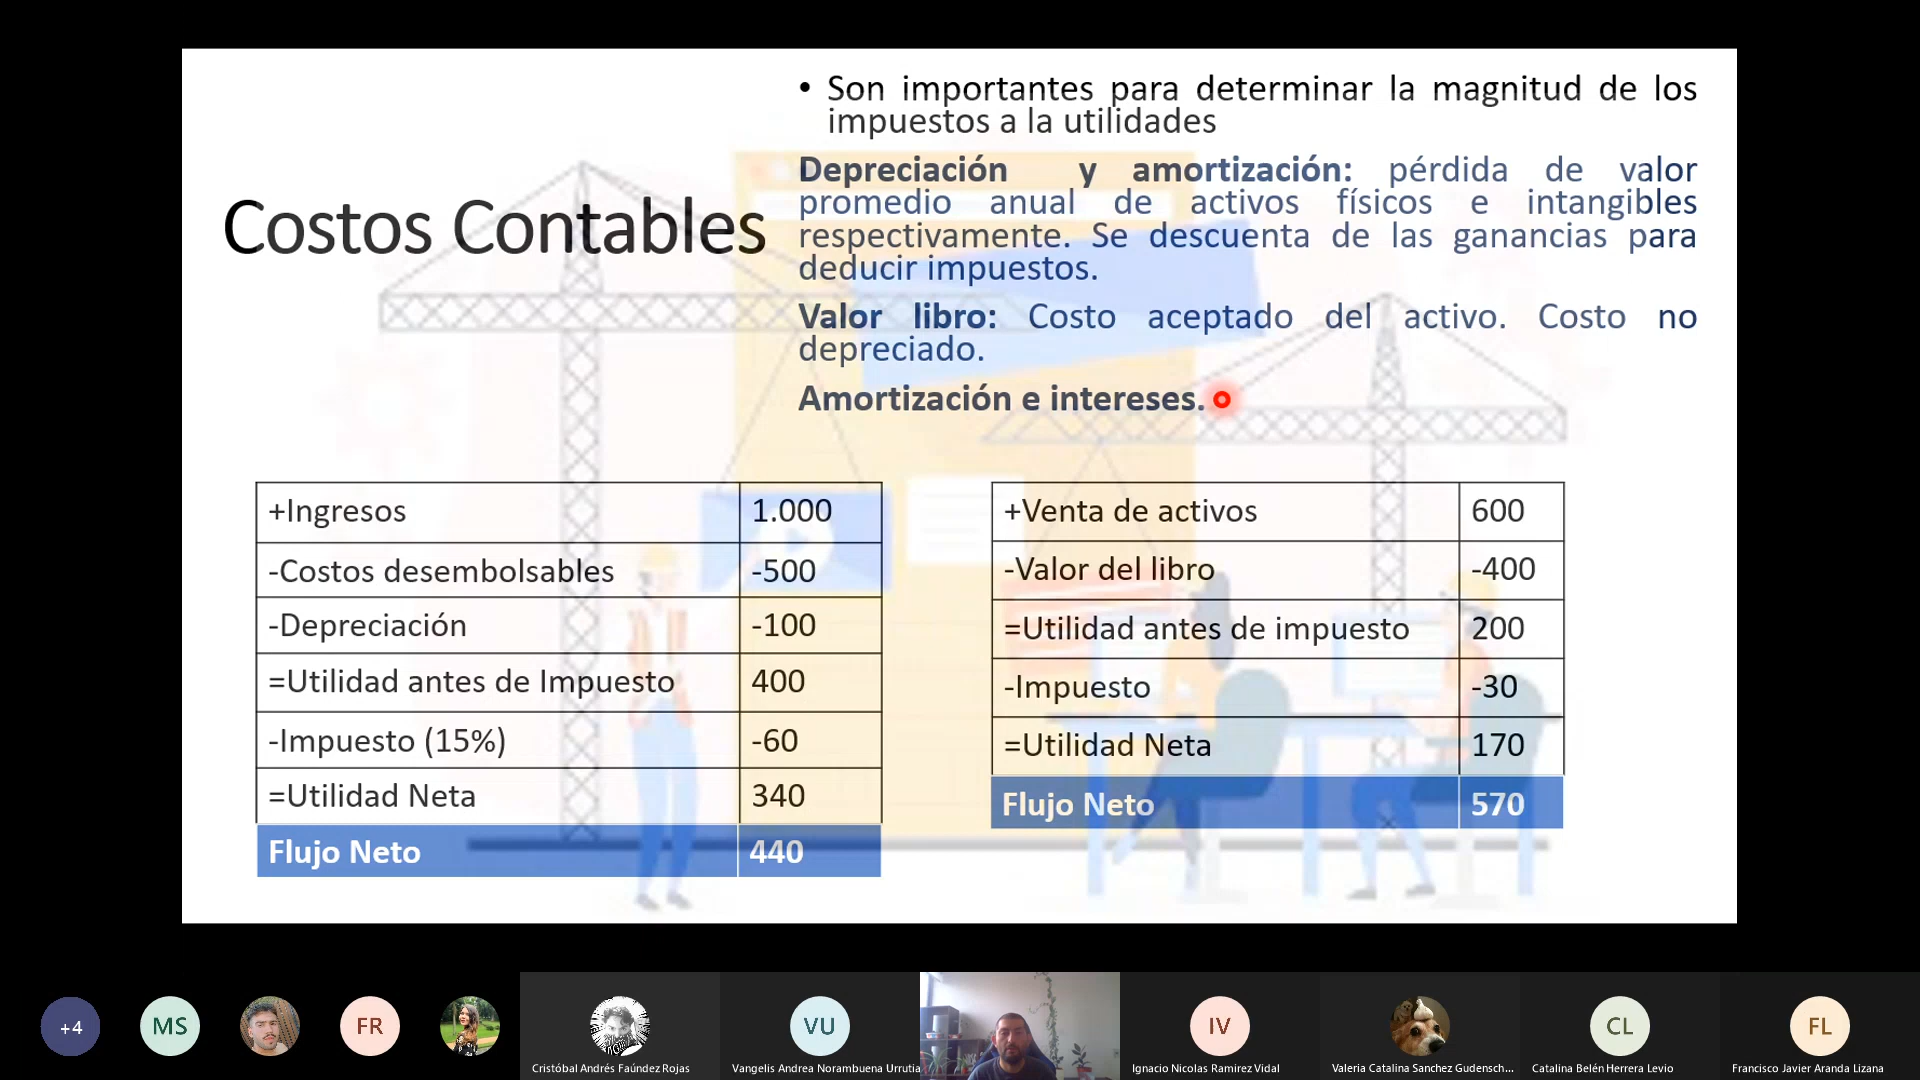 • Son importantes para determinar la magnitud de los
impuestos a la utilidades
Costos Contables
Depreciación y amortización: pérdida de valor
promedio anual de activos físicos e intangibles
respectivamente. Se descuenta de las ganancias para
deducir impuestos.
Valor libro: Costo aceptado del activo. Costo no
depreciado.
Amortización e intereses.
+Ingresos 1.000
-Costos desembolsables -500
-Depreciación -100
=Utilidad antes de Impuesto 400
-Impuesto (15%) -60
=Utilidad Neta 340
Flujo Neto 440
+Venta de activos 600
-Valor del libro -400
=Utilidad antes de impuesto 200
-Impuesto -30
=Utilidad Neta 170
Flujo Neto 570
+4
MS
FR
Cristóbal Andrés Faúndez Rojas
VU
Vangelis Andrea Norambuena Urrutia
IV
Ignacio Nicolas Ramirez Vidal
Valeria Catalina Sanchez Gudensch...
CL
Catalina Belén Herrera Levio
FL
Francisco Javier Aranda Lizana